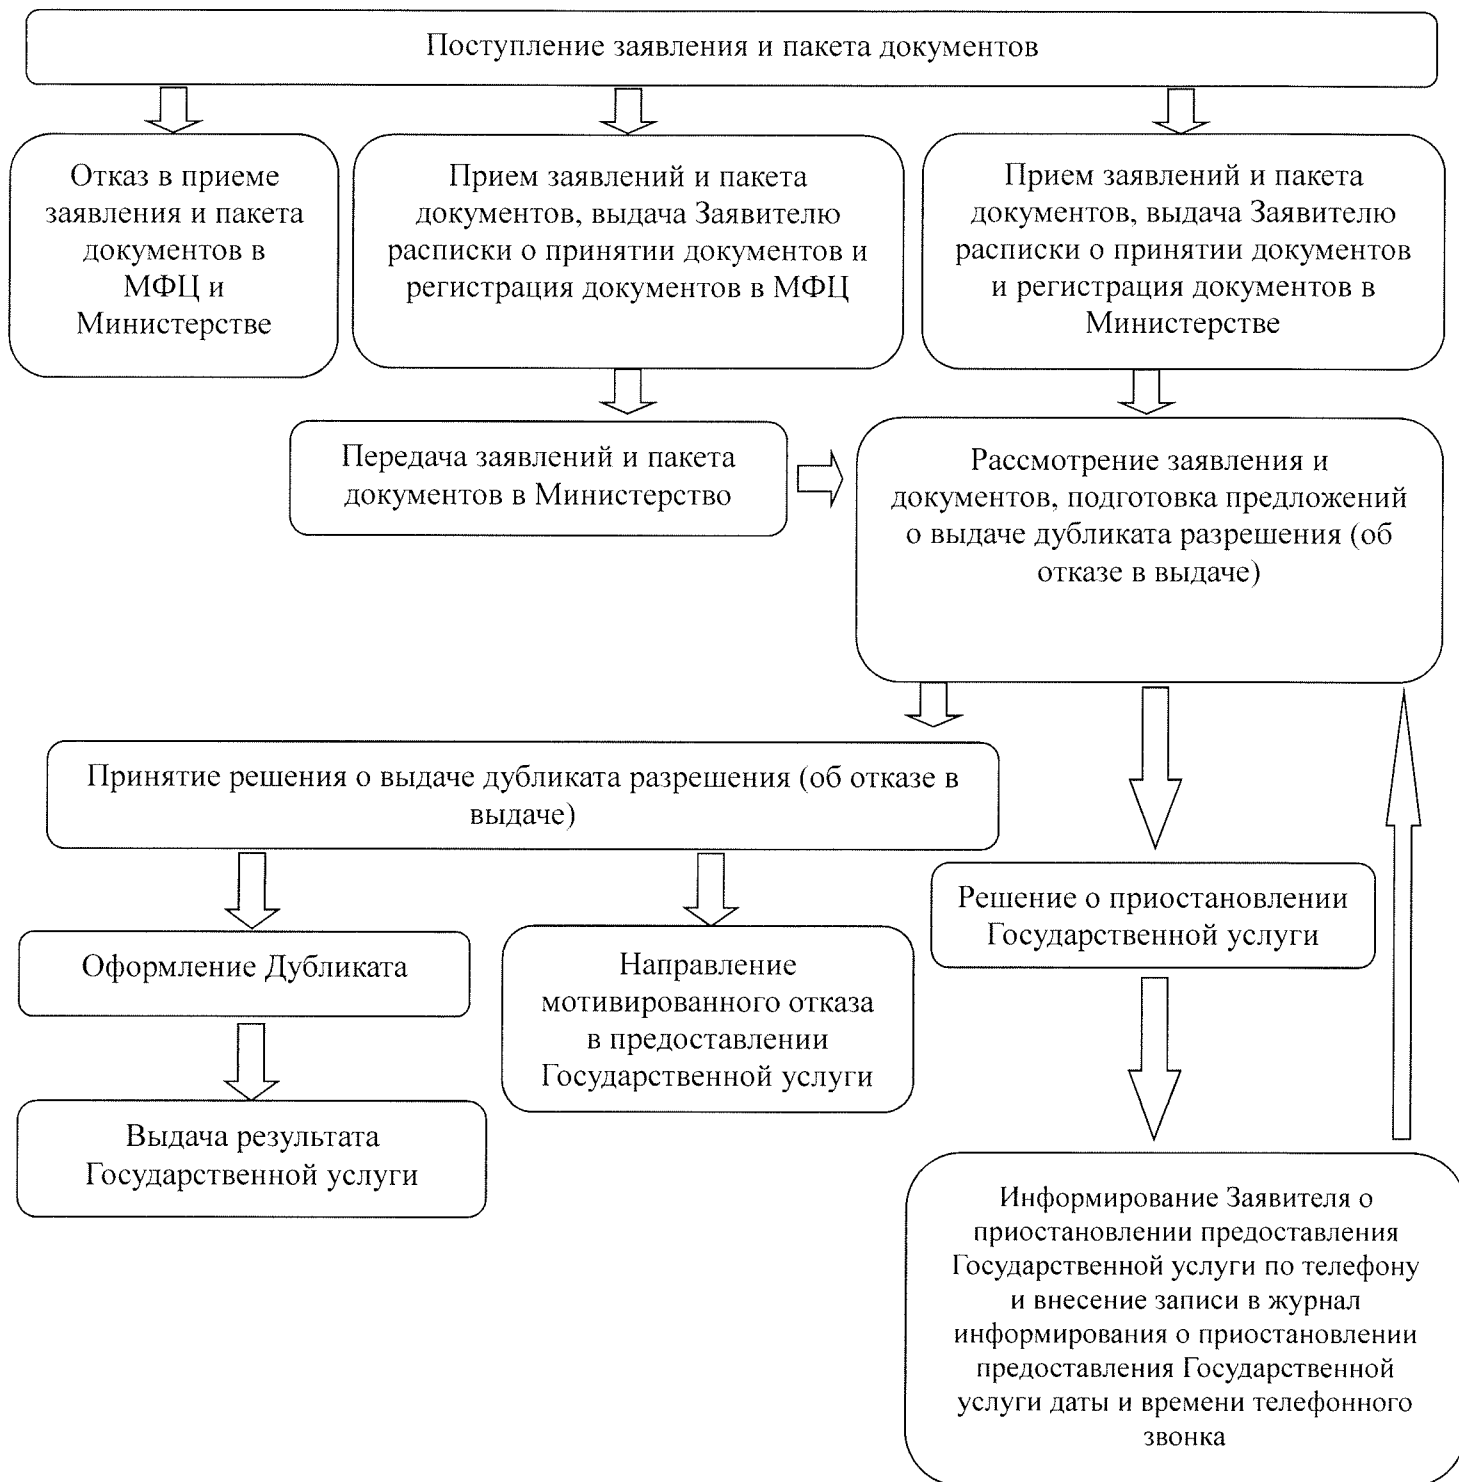 Поступление заявления и пакета документов
Отказ в приеме
заявления и пакета
документов в
МФЦ и
Министерстве
Прием заявлений и пакета
документов, выдача Заявителю
расписки о принятии документов и
регистрация документов в МФЦ
Прием заявлений и пакета
документов, выдача Заявителю
расписки о принятии документов
и регистрация документов в
Министерстве
Передача заявлений и пакета
документов в Министерство
Рассмотрение заявления и
документов, подготовка предложений
о выдаче дубликата разрешения (об
отказе в выдаче)
Принятие решения о выдаче дубликата разрешения (об отказе в
выдаче)
Решение о приостановлении
Государственной услуги
Оформление Дубликата
Направление
мотивированного отказа
в предоставлении
Государственной услуги
Выдача результата
Государственной услуги
Информирование Заявителя о
приостановлении предоставления
Государственной услуги по телефону
и внесение записи в журнал
информирования о приостановлении
предоставления Государственной
услуги даты и времени телефонного
звонка